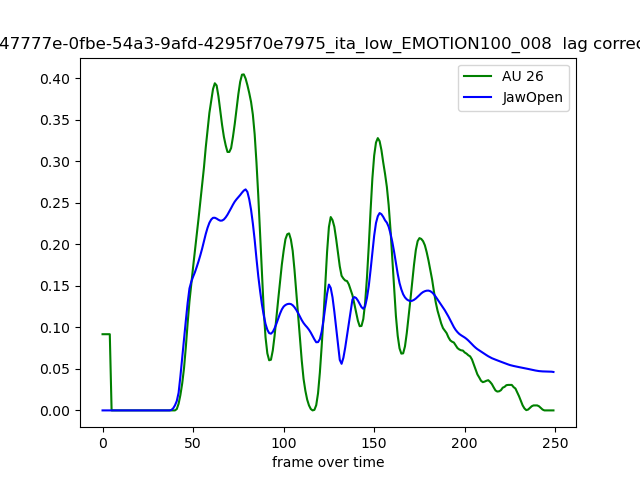 47777e-0fbe-54a3-9afd-4295f70e7975_ita_low_EMOTION100_008 lag correc
AU 26
JawOpen
0.40
0.35
0.30
0.25
0.20
0.15
0.10
0.05
0.00
0 50 100 150 200 250
frame over time